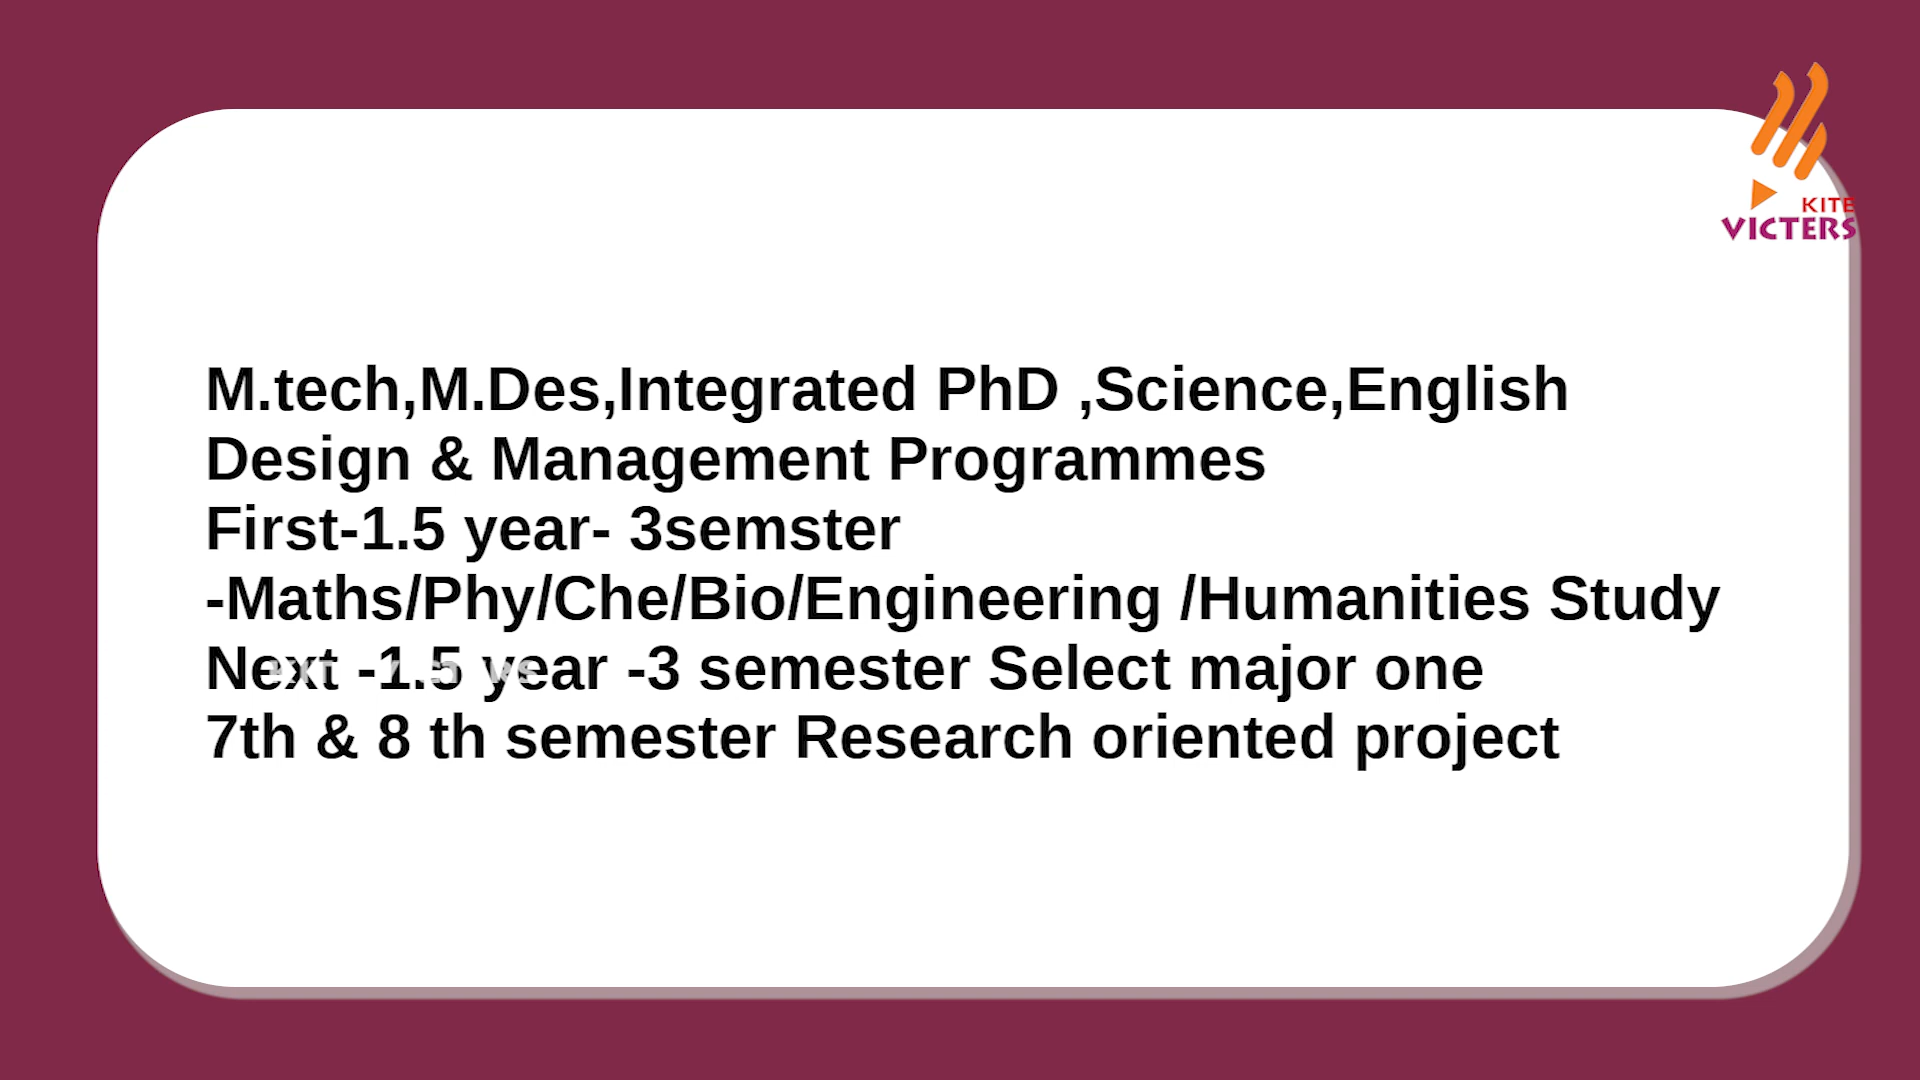 KITE
VICTERS
M.tech,M.Des,Integrated PhD ,Science,English
Design & Management Programmes
First-1.5 year- 3semster
-Maths/Phy/Che/Bio/Engineering /Humanities Study
Next -1.5 year -3 semester Select major one
7th & 8 th semester Research oriented project